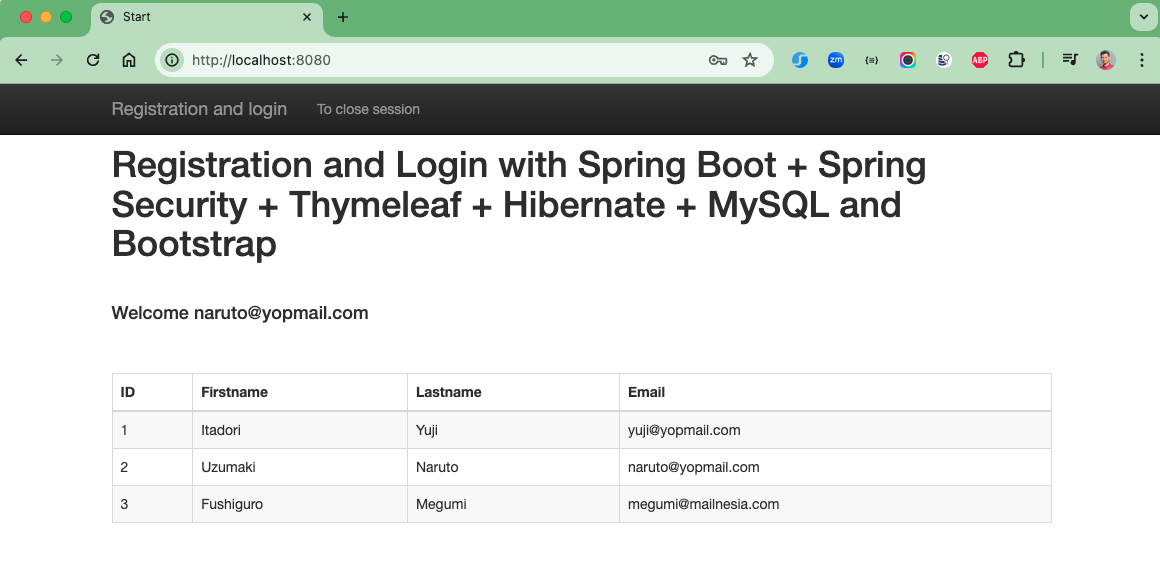 Start
http://localhost:8080
zm
ABP
Registration and login To close session
Registration and Login with Spring Boot + Spring
Security + Thymeleaf + Hibernate + MySQL and
Bootstrap
Welcome naruto@yopmail.com
ID Firstname Lastname Email
1 Itadori Yuji yuji@yopmail.com
2 Uzumaki Naruto naruto@yopmail.com
3 Fushiguro Megumi megumi@mailnesia.com